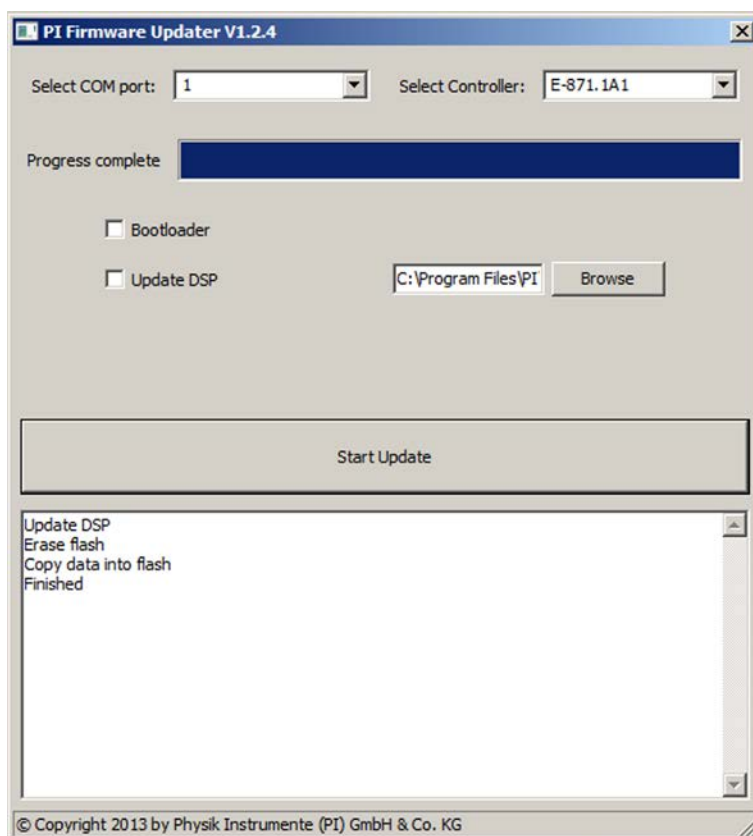 PI Firmware Updater V1.2.4
Select COM port: 1 Select Controller: E-871.1A1
Progress complete
Bootloader
Update DSP C:\Program Files\PI Browse
Start Update
Update DSP
Erase flash
Copy data into flash
Finished
© Copyright 2013 by Physik Instrumente (PI) GmbH & Co. KG